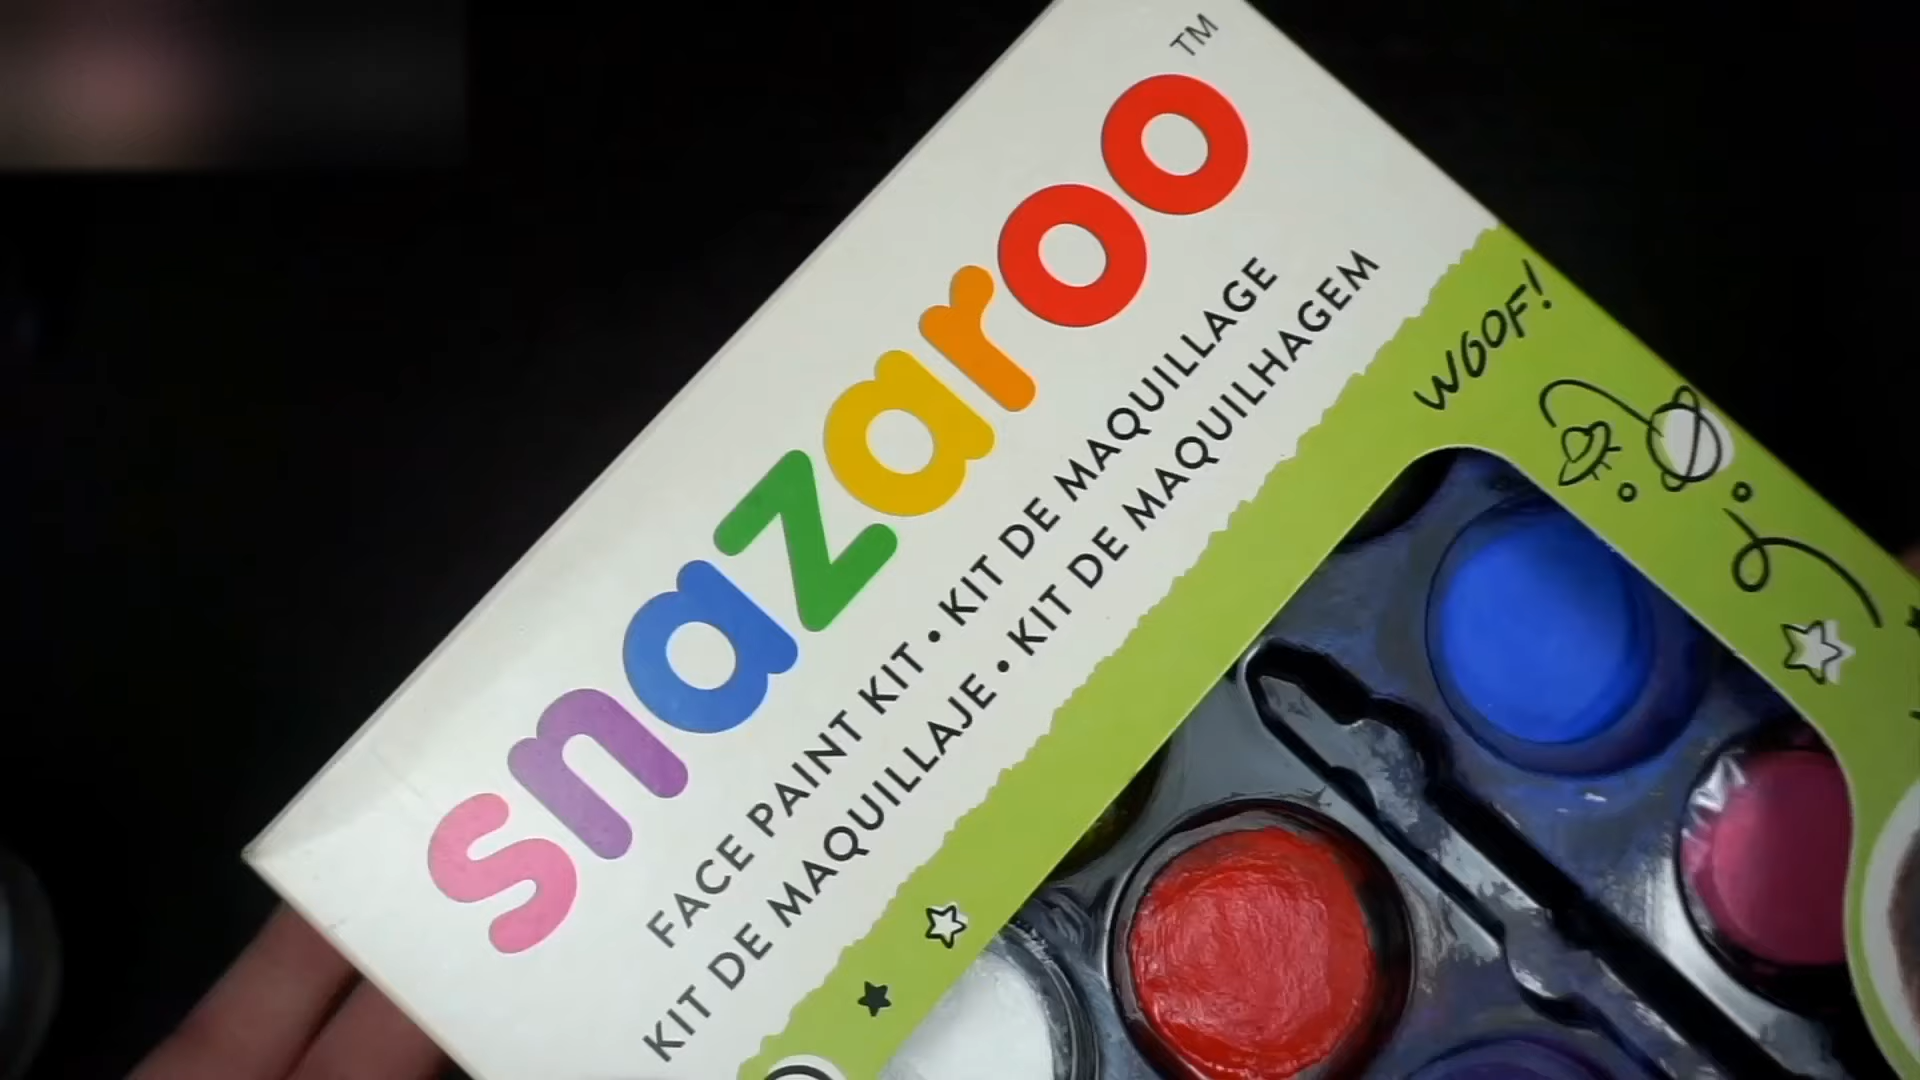 snazaroo™
FACE PAINT KIT • KIT DE MAQUILLAGE
KIT DE MAQUILLAJE • KIT DE MAQUILHAGEM
WOOF!